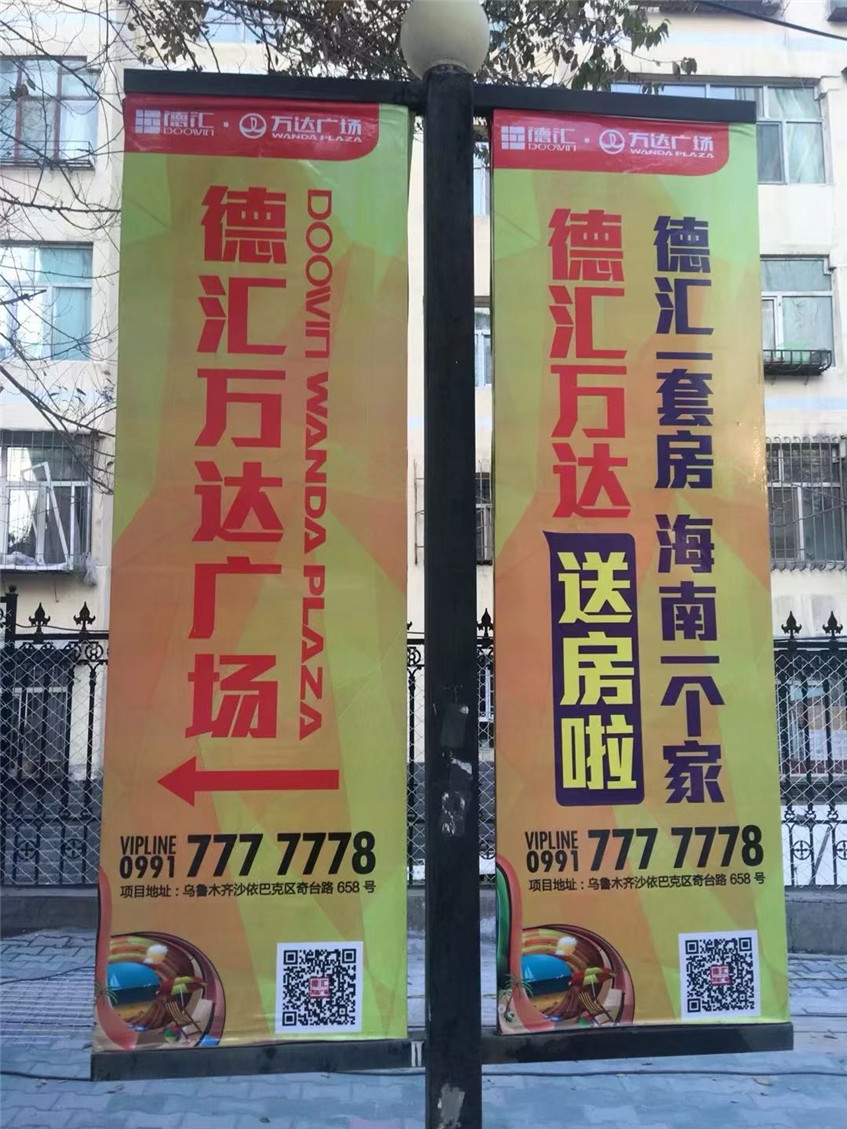 德汇 · 万达广场
DOOWIN WANDA PLAZA
德汇万达广场
DOOWIN WANDA PLAZA
VIPLINE
0991 777 7778
项目地址：乌鲁木齐沙依巴克区奇台路 658 号
德汇 · 万达广场
DOOWIN WANDA PLAZA
德汇一套房 海南一个家
德汇万达
送房啦
VIPLINE
0991 777 7778
项目地址：乌鲁木齐沙依巴克区奇台路 658 号